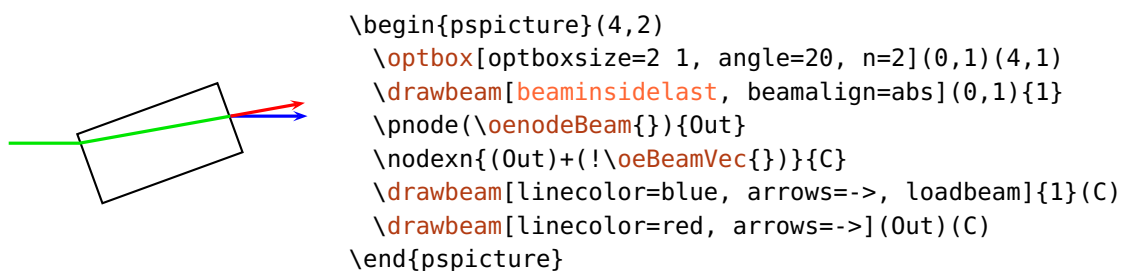 \begin{pspicture}(4,2)
\optbox[optboxsize=2 1, angle=20, n=2](0,1)(4,1)
\drawbeam[beaminsidelast, beamalign=abs](0,1){1}
\pnode(\oenodeBeam{}){Out}
\nodexn{(Out)+(!\oeBeamVec{})}{C}
\drawbeam[linecolor=blue, arrows=->, loadbeam]{1}(C)
\drawbeam[linecolor=red, arrows=->](Out)(C)
\end{pspicture}